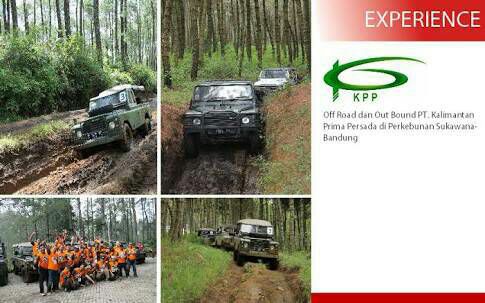 EXPERIENCE
KPP
Off Road dan Out Bound PT. Kalimantan
Prima Persada di Perkebunan Sukawana-
Bandung